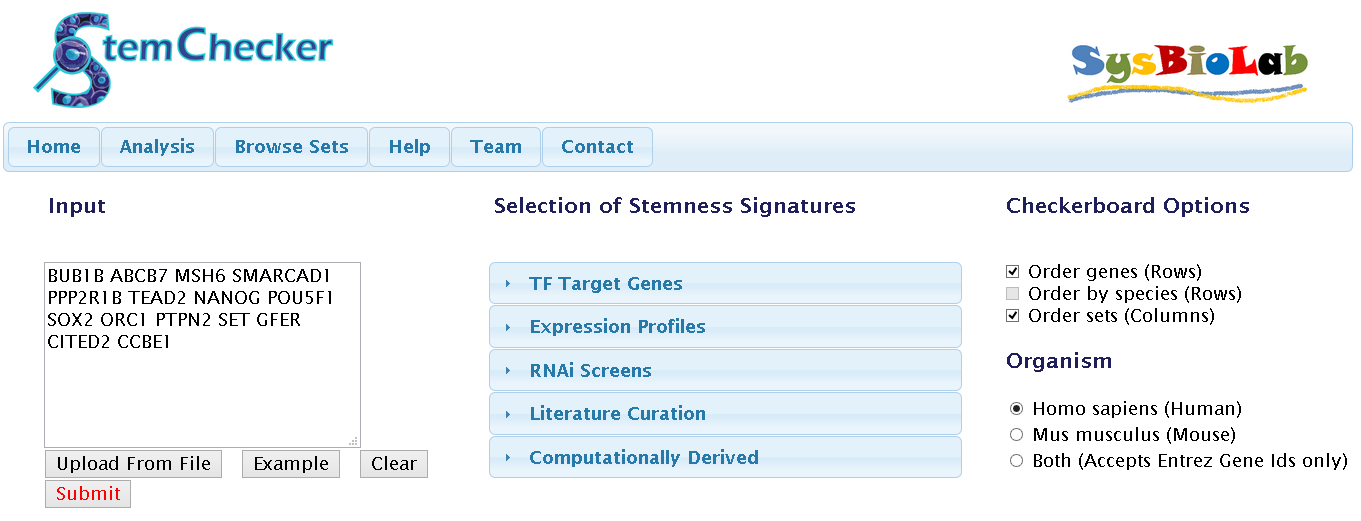 StemChecker
SysBioLab
Home Analysis Browse Sets Help Team Contact
Input
BUB1B ABCB7 MSH6 SMARCAD1
PPP2R1B TEAD2 NANOG POU5F1
SOX2 ORC1 PTPN2 SET GFER
CITED2 CCBE1
Upload From File Example Clear
Submit
Selection of Stemness Signatures
TF Target Genes
Expression Profiles
RNAi Screens
Literature Curation
Computationally Derived
Checkerboard Options
Order genes (Rows)
Order by species (Rows)
Order sets (Columns)
Organism
Homo sapiens (Human)
Mus musculus (Mouse)
Both (Accepts Entrez Gene Ids only)